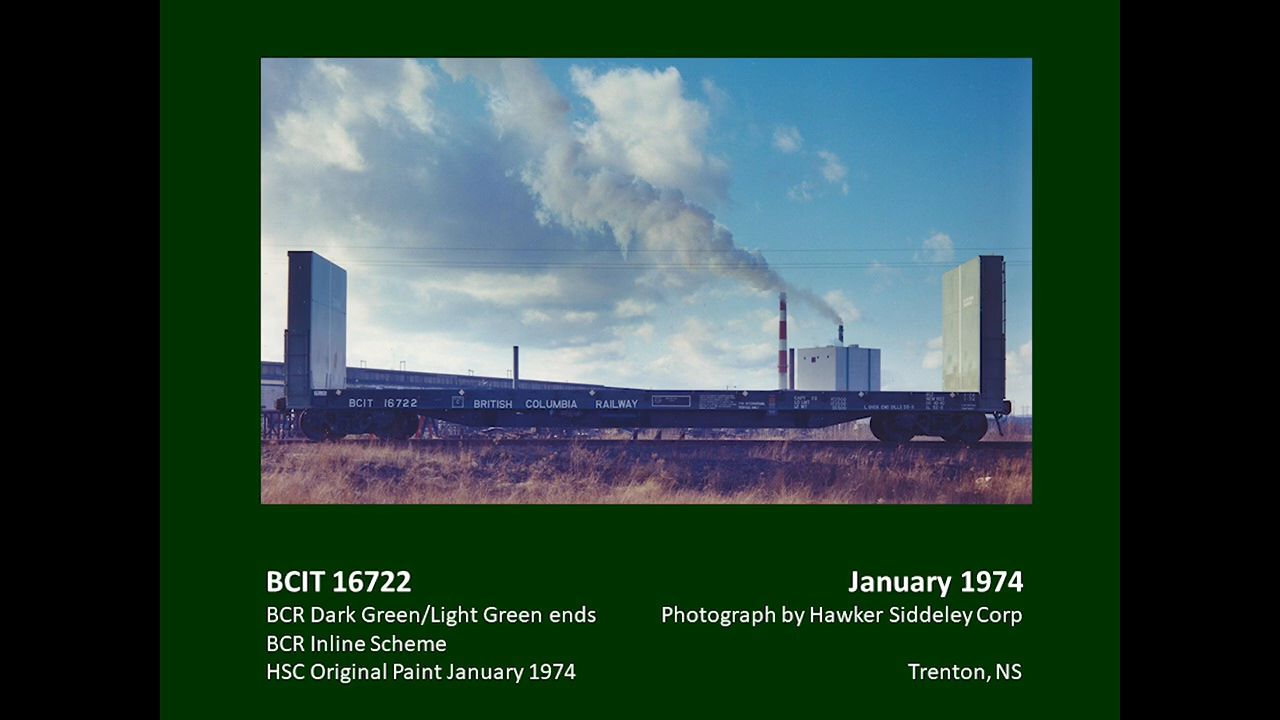 BCIT 16722
BRITISH COLUMBIA RAILWAY
BCIT 16722
BCR Dark Green/Light Green ends
BCR Inline Scheme
HSC Original Paint January 1974
January 1974
Photograph by Hawker Siddeley Corp
Trenton, NS